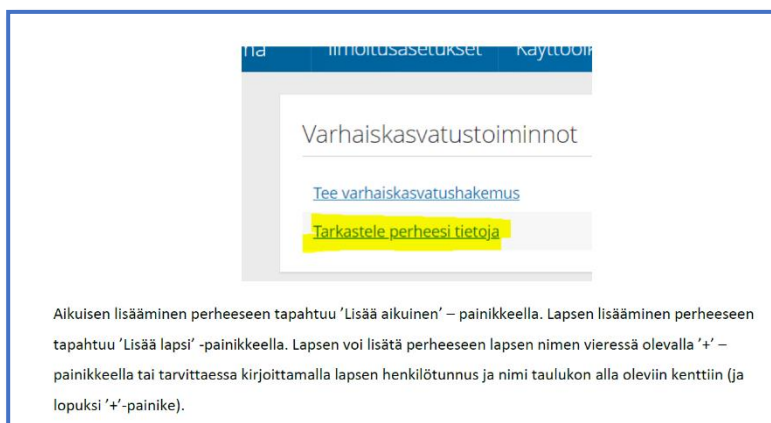 na Ilmoitusasetukset
Varhaiskasvatustoiminnot
Tee varhaiskasvatushakemus
Tarkastele perheesi tietoja
Aikuisen lisääminen perheeseen tapahtuu ’Lisää aikuinen’ – painikkeella. Lapsen lisääminen perheeseen
tapahtuu ’Lisää lapsi’ -painikkeella. Lapsen voi lisätä perheeseen lapsen nimen vieressä olevalla ’+’ –
painikkeella tai tarvittaessa kirjoittamalla lapsen henkilötunnus ja nimi taulukon alla oleviin kenttiin (ja
lopuksi ’+’-painike).